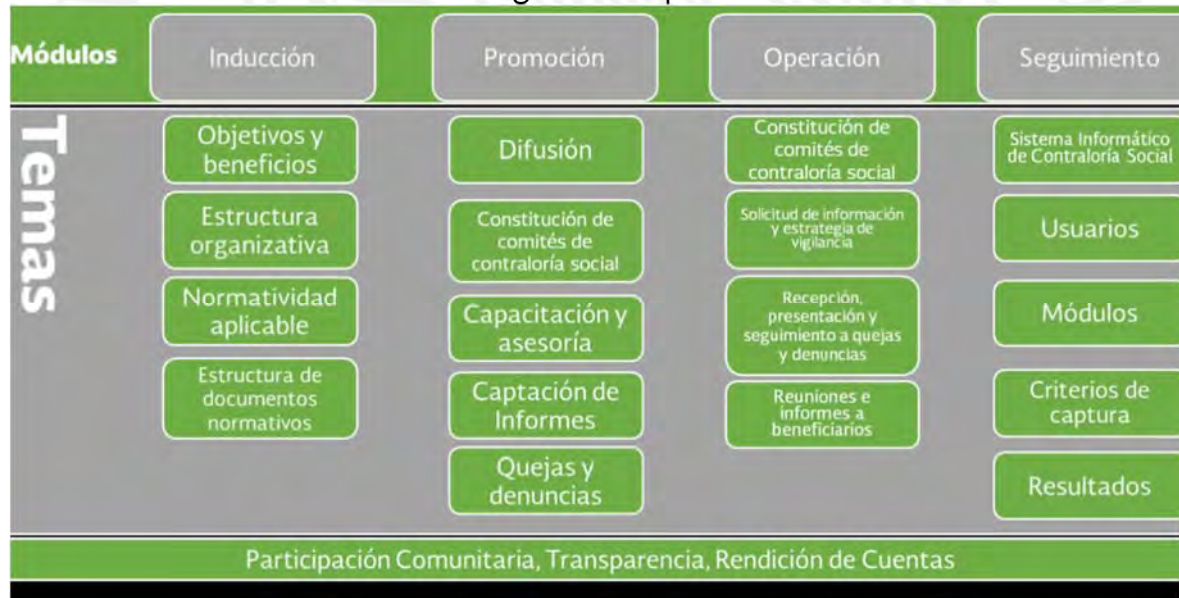 Módulos
Inducción
Promoción
Operación
Seguimiento
Temas
Objetivos y
beneficios
Estructura
organizativa
Normatividad
aplicable
Estructura de
documentos
normativos
Difusión
Constitución de
comités de
contraloría social
Capacitación y
asesoría
Captación de
Informes
Quejas y
denuncias
Constitución de
comités de
contraloría social
Solicitud de información
y estrategia de
vigilancia
Recepción,
presentación y
seguimiento a quejas
y denuncias
Reuniones e
informes a
beneficiarios
Sistema Informático
de Contraloría Social
Usuarios
Módulos
Criterios de
captura
Resultados
Participación Comunitaria, Transparencia, Rendición de Cuentas